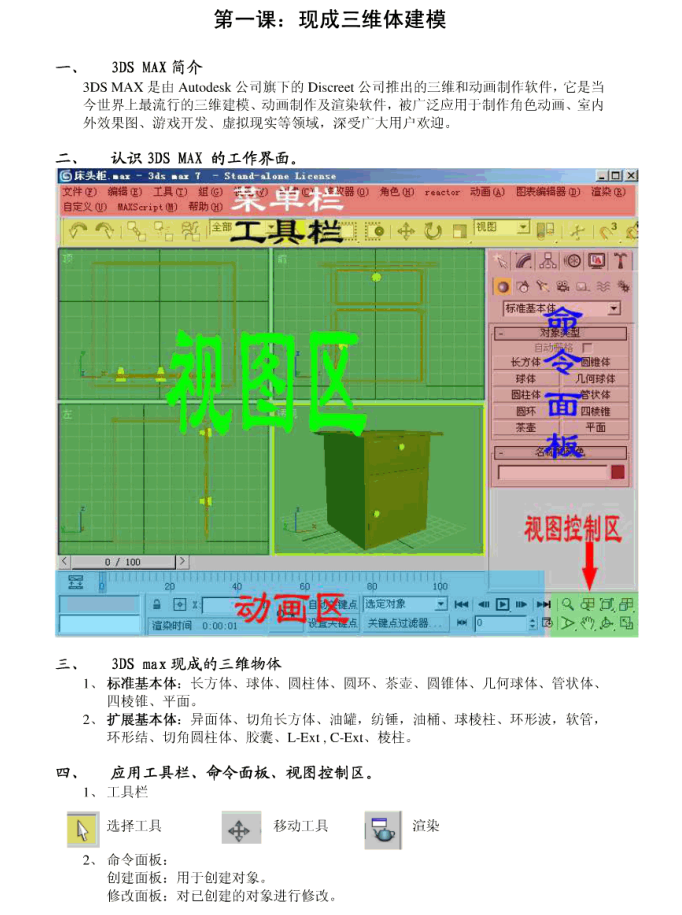 第一课：现成三维体建模
一、 3DS MAX 简介
3DS MAX 是由 Autodesk 公司旗下的 Discreet 公司推出的三维和动画制作软件，它是当
今世界上最流行的三维建模、动画制作及渲染软件，被广泛应用于制作角色动画、室内
外效果图、游戏开发、虚拟现实等领域，深受广大用户欢迎。
二、 认识 3DS MAX 的工作界面。
床头柜.max - 3ds max 7 - Stand-alone License
文件(F) 编辑(E) 工具(T) 组(G) 器(O) 角色(H) reactor 动画(A) 图表编辑器(D) 渲染(R)
菜单栏
自定义(U) MAXScript(M) 帮助(H)
全部 工具栏 视图
顶 前
标准基本体
命令面板
- 对象类型
自动栅格
长方体 圆锥体
球体 几何球体
圆柱体 管状体
圆环 四棱锥
茶壶 平面
视图区
左
- 名称和颜色
视图控制区
< 0 / 100 >
0 20 40 60 80 100
动画区
X: 自动关键点 选定对象
渲染时间 0:00:01 设置关键点 关键点过滤器... 0
三、 3DS max 现成的三维物体
1、 标准基本体：长方体、球体、圆柱体、圆环、茶壶、圆锥体、几何球体、管状体、
四棱锥、平面。
2、 扩展基本体：异面体、切角长方体、油罐，纺锤，油桶、球棱柱、环形波，软管，
环形结、切角圆柱体、胶囊、L-Ext , C-Ext、棱柱。
四、 应用工具栏、命令面板、视图控制区。
1、 工具栏
选择工具 移动工具 渲染
2、 命令面板：
创建面板：用于创建对象。
修改面板：对已创建的对象进行修改。